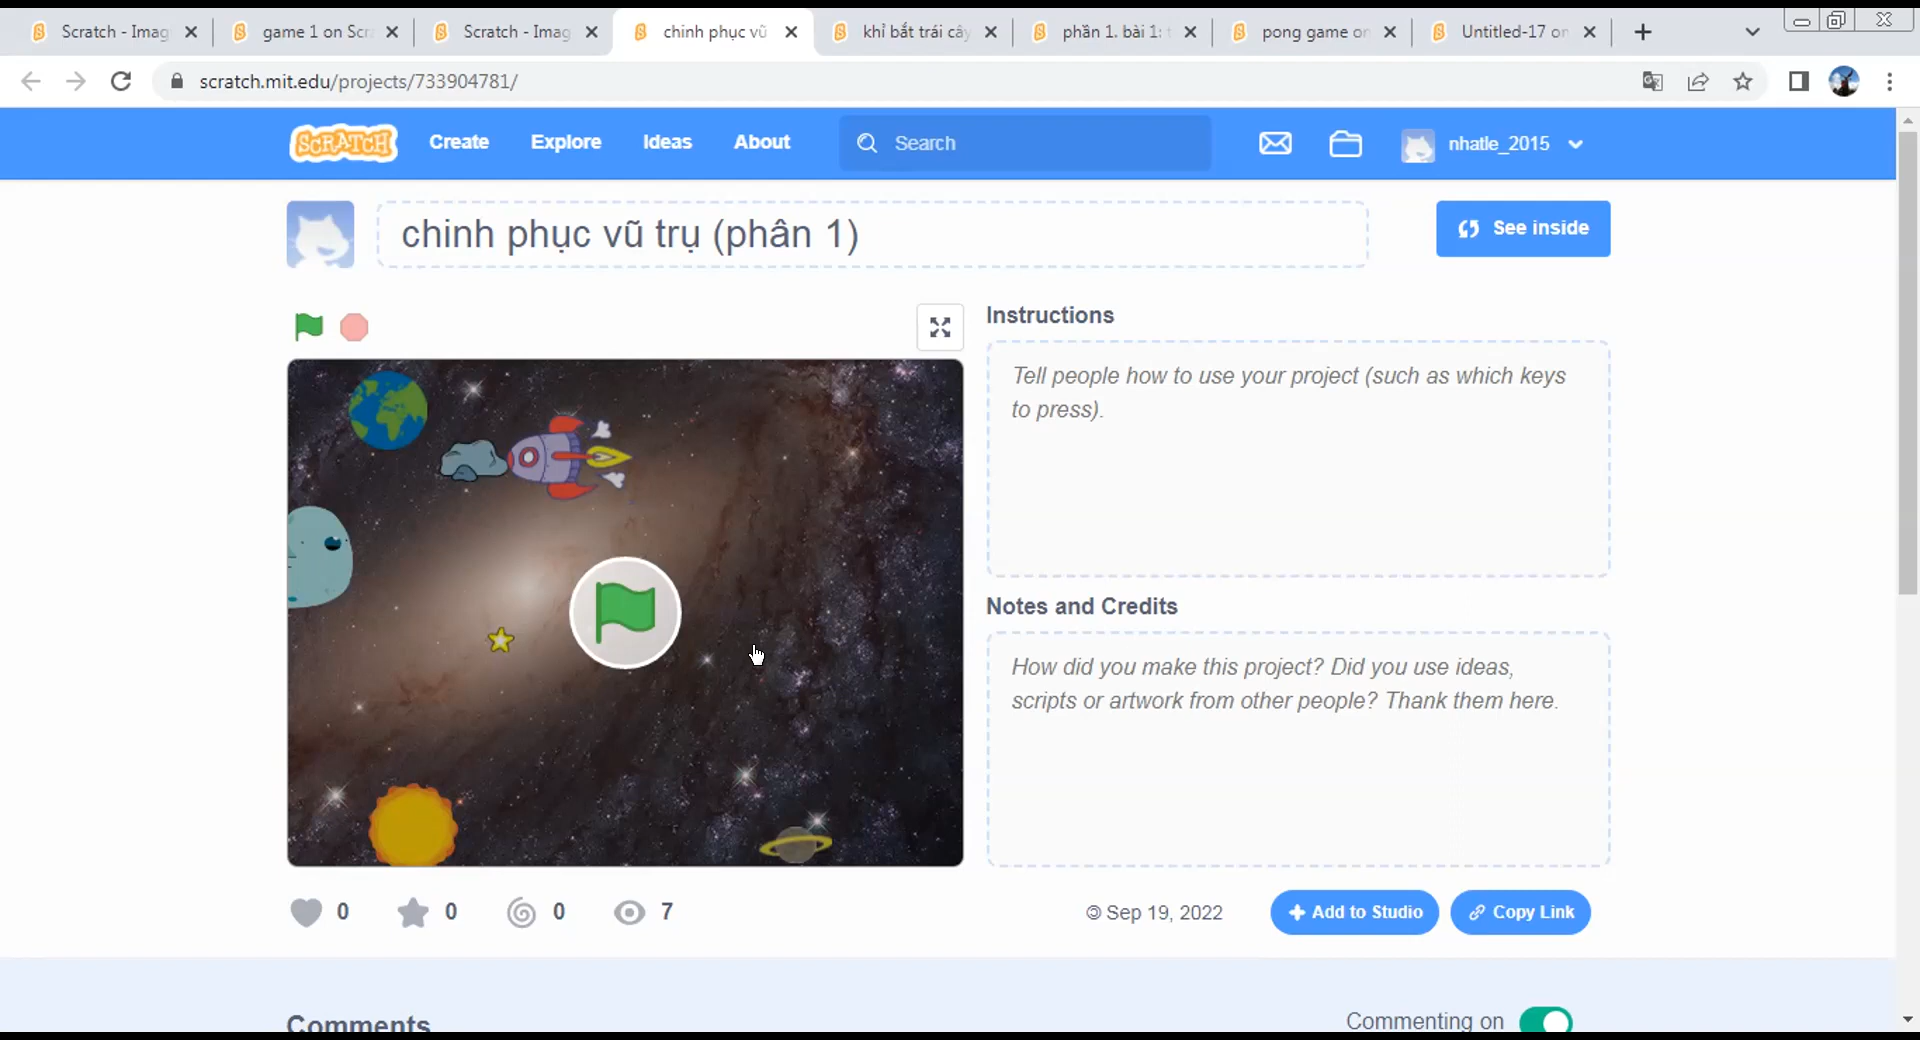 Scratch - Imag
game 1 on Scr
Scratch - Imag
chinh phục vũ
khỉ bắt trái cây
phần 1. bài 1:
pong game on
Untitled-17 on
scratch.mit.edu/projects/733904781/
SCRATCH Create Explore Ideas About Search nhatle_2015
chinh phục vũ trụ (phân 1)
See inside
Instructions
Tell people how to use your project (such as which keys
to press).
Notes and Credits
How did you make this project? Did you use ideas,
scripts or artwork from other people? Thank them here.
0 0 0 7
© Sep 19, 2022
Add to Studio
Copy Link
Comments
Commenting on